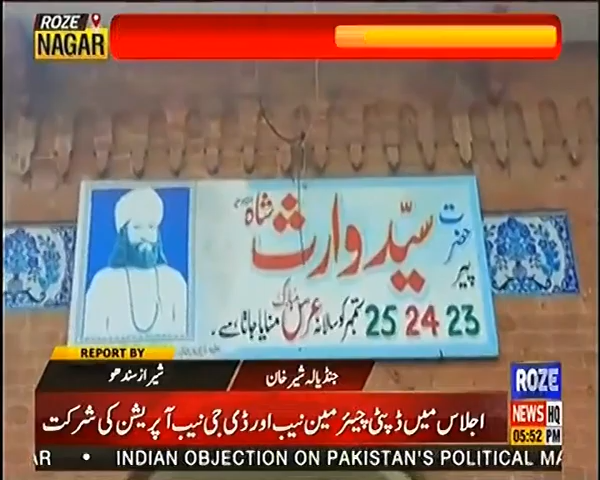 ROZE
NAGAR
پیر
حضرت
سیّد وارث شاہ
23 24 25 ستمبر کو سالانہ عرس مبارک منایا جاتا ہے۔
REPORT BY
شیراز سندھو
جنڈیالہ شیر خان
اجلاس میں ڈپٹی چیئرمین نیب اور ڈی جی نیب آپریشن کی شرکت
ROZE
NEWS HQ
05:52 PM
AR • INDIAN OBJECTION ON PAKISTAN'S POLITICAL MA